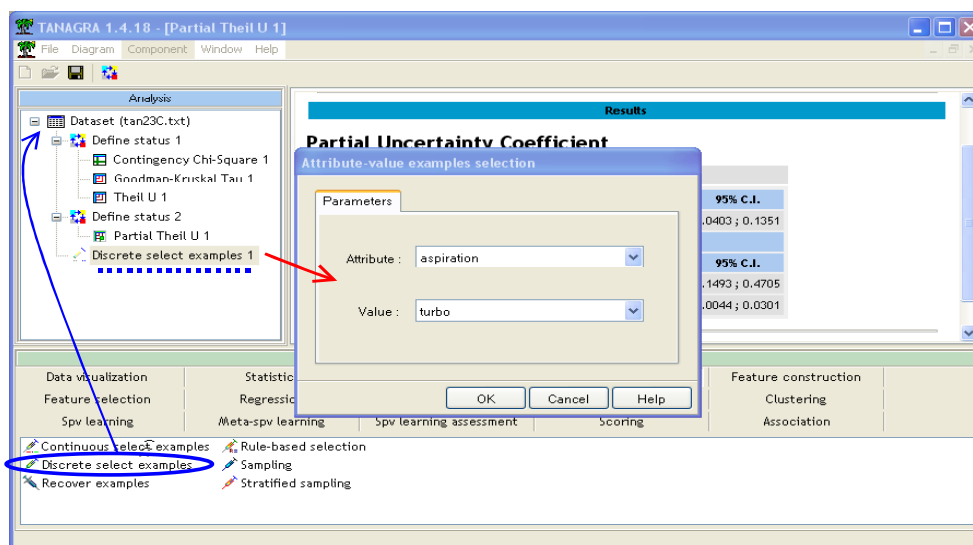 TANAGRA 1.4.18 - [Partial Theil U 1]
File Diagram Component Window Help
Analysis
Dataset (tan23C.txt)
Define status 1
Contingency Chi-Square 1
Goodman-Kruskal Tau 1
Theil U 1
Define status 2
Partial Theil U 1
Discrete select examples 1
Results
Partial Uncertainty Coefficient
95% C.I.
.0403 ; 0.1351
95% C.I.
.1493 ; 0.4705
.0044 ; 0.0301
Attribute-value examples selection
Parameters
Attribute : aspiration
Value : turbo
OK Cancel Help
Data visualization Statistic Feature construction
Feature selection Regressio Clustering
Spv learning Meta-spv learning Spv learning assessment Scoring Association
Continuous select examples Rule-based selection
Discrete select examples Sampling
Recover examples Stratified sampling